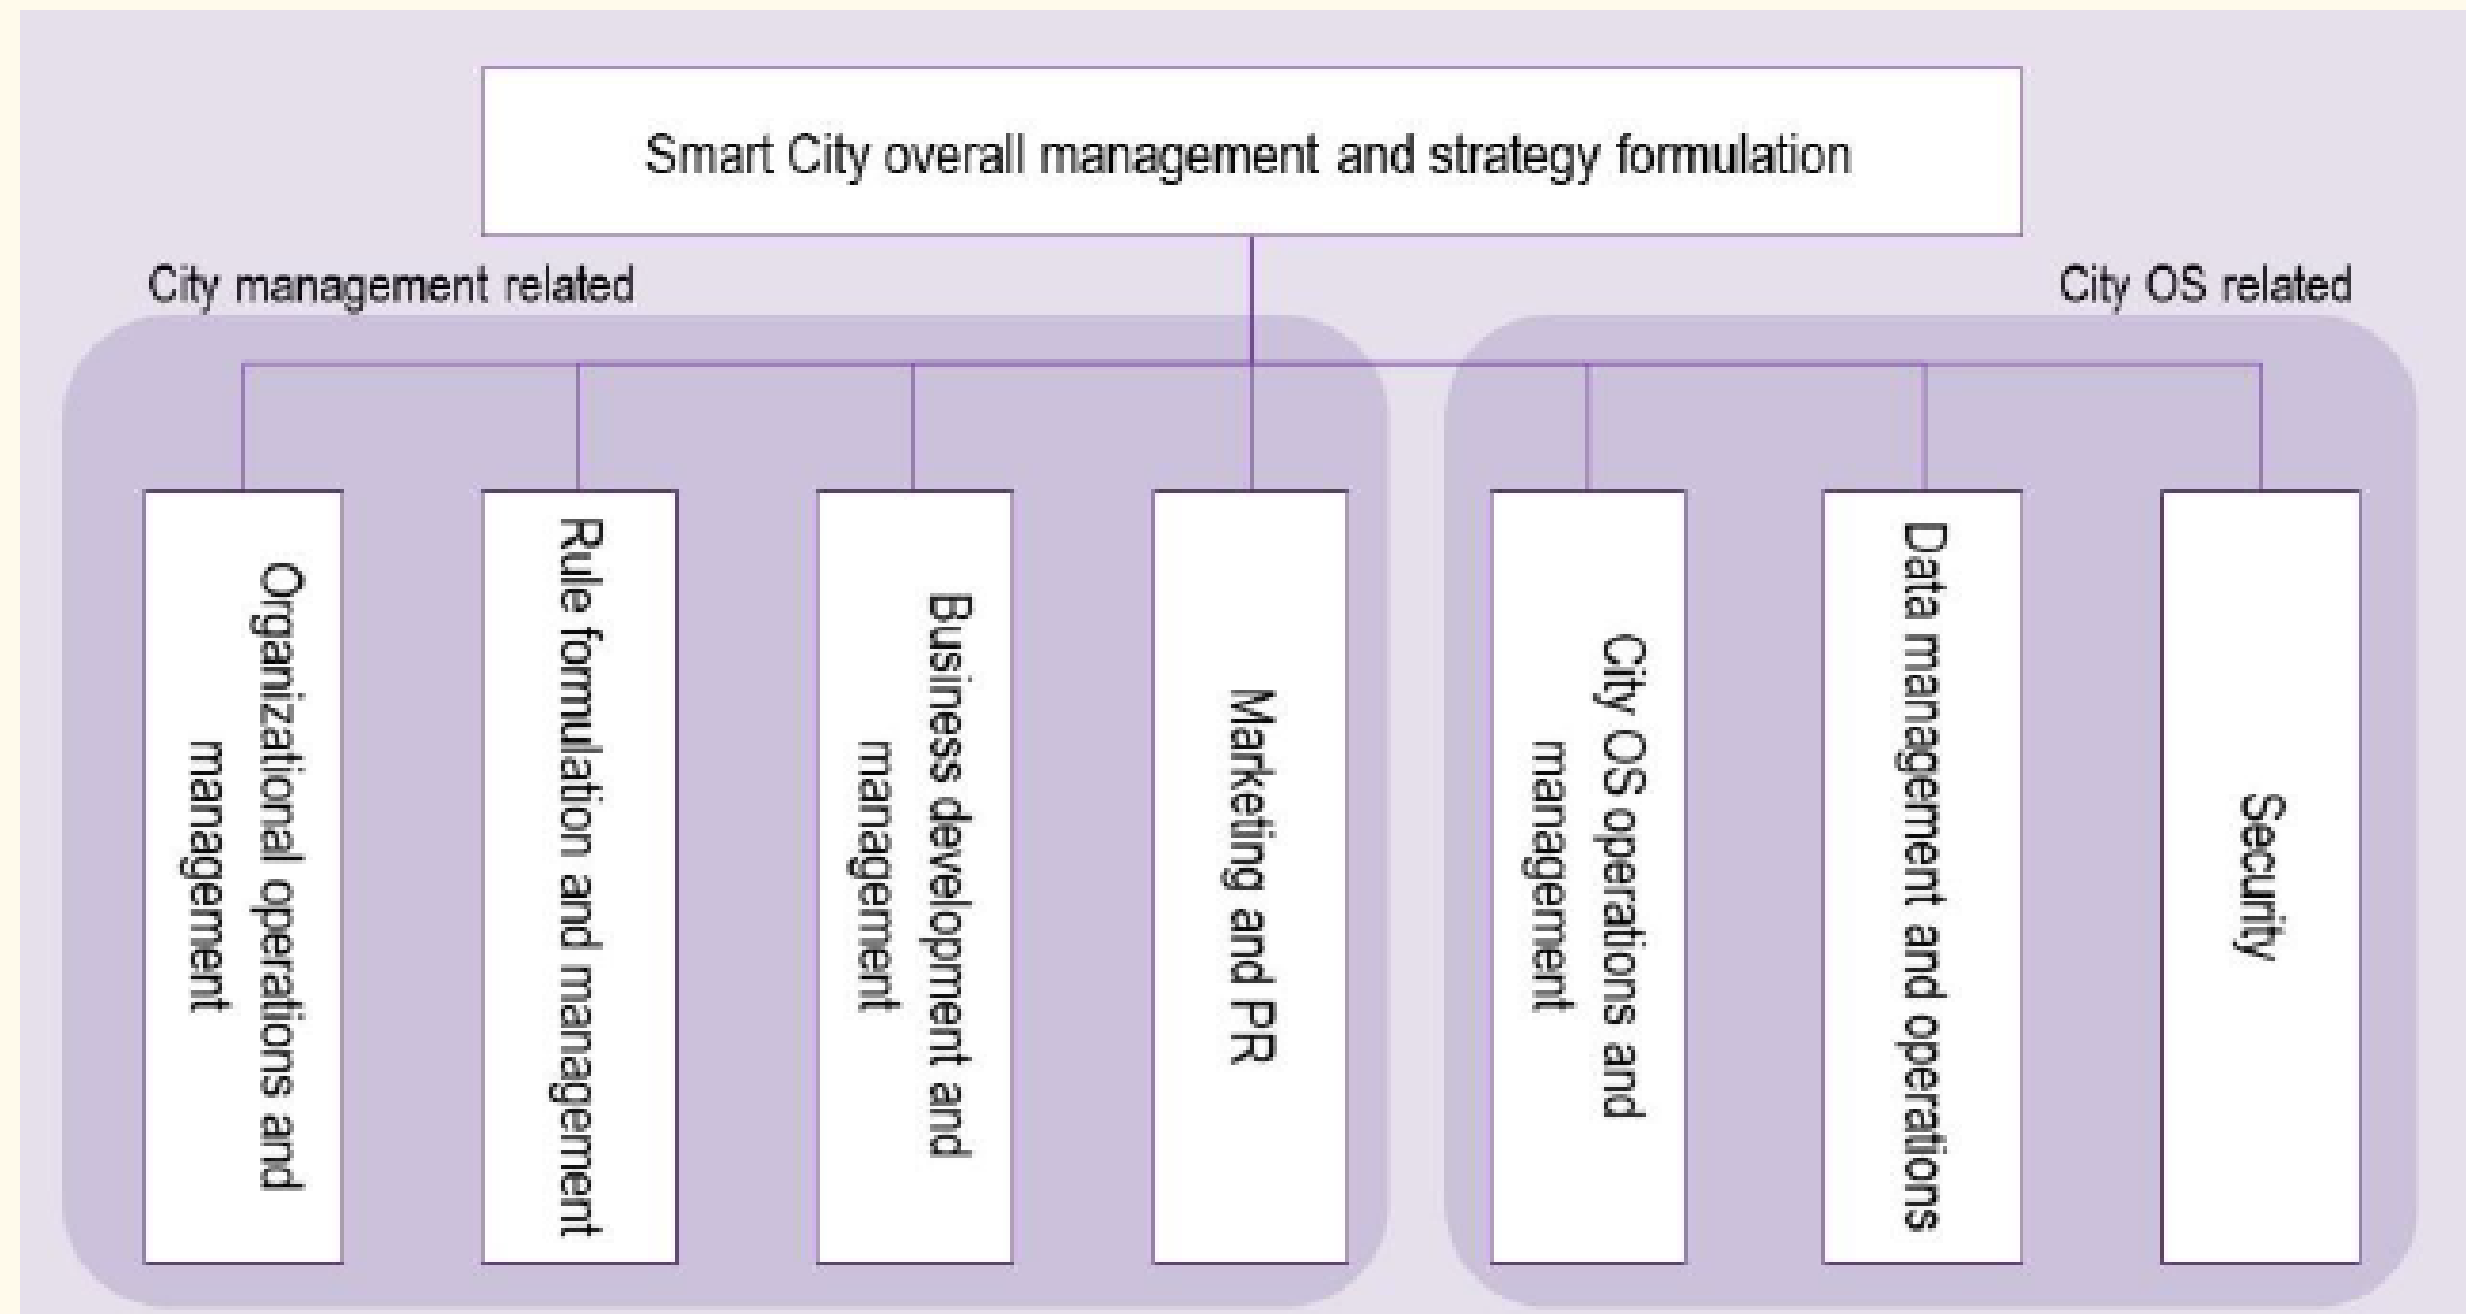 Smart City overall management and strategy formulation
City management related
City OS related
Organizational operations and
management
Rule formulation and management
Business development and
management
Marketing and PR
City OS operations and
management
Data management and operations
Security